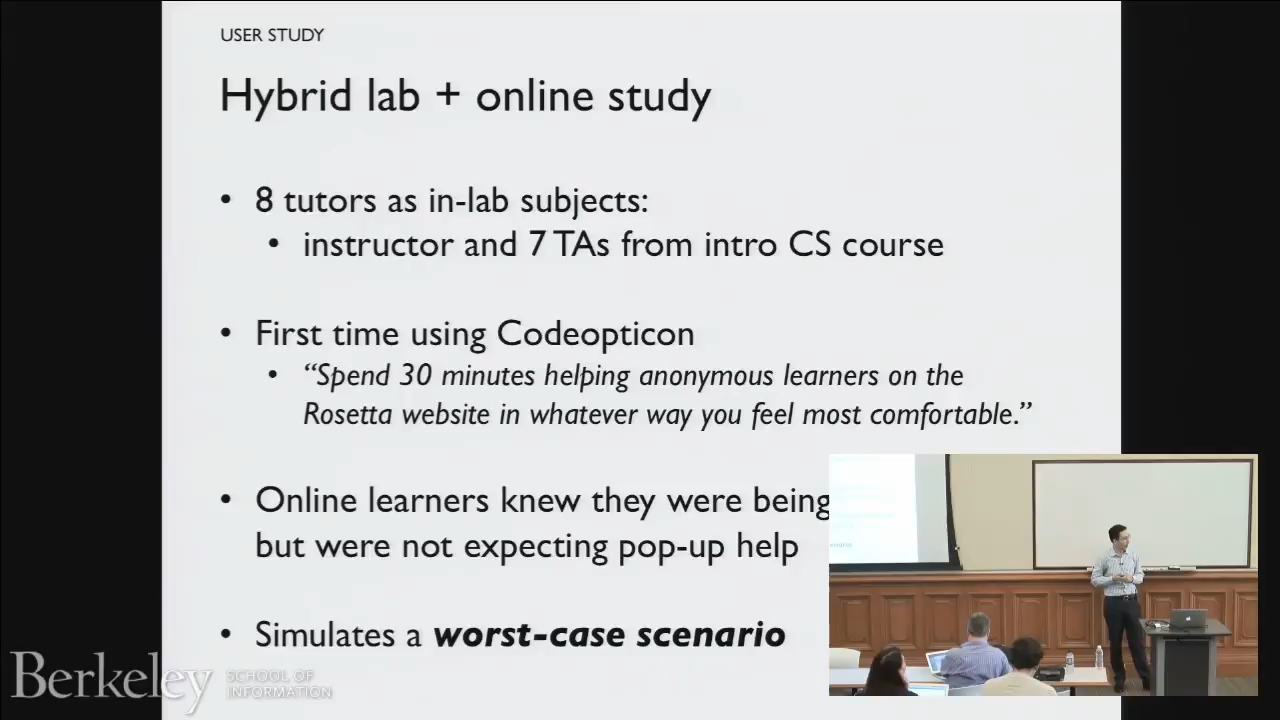 USER STUDY
Hybrid lab + online study
• 8 tutors as in-lab subjects:
• instructor and 7 TAs from intro CS course
• First time using Codeopticon
• “Spend 30 minutes helping anonymous learners on the
Rosetta website in whatever way you feel most comfortable.”
• Online learners knew they were being
but were not expecting pop-up help
• Simulates a worst-case scenario
Berkeley SCHOOL OF
INFORMATION